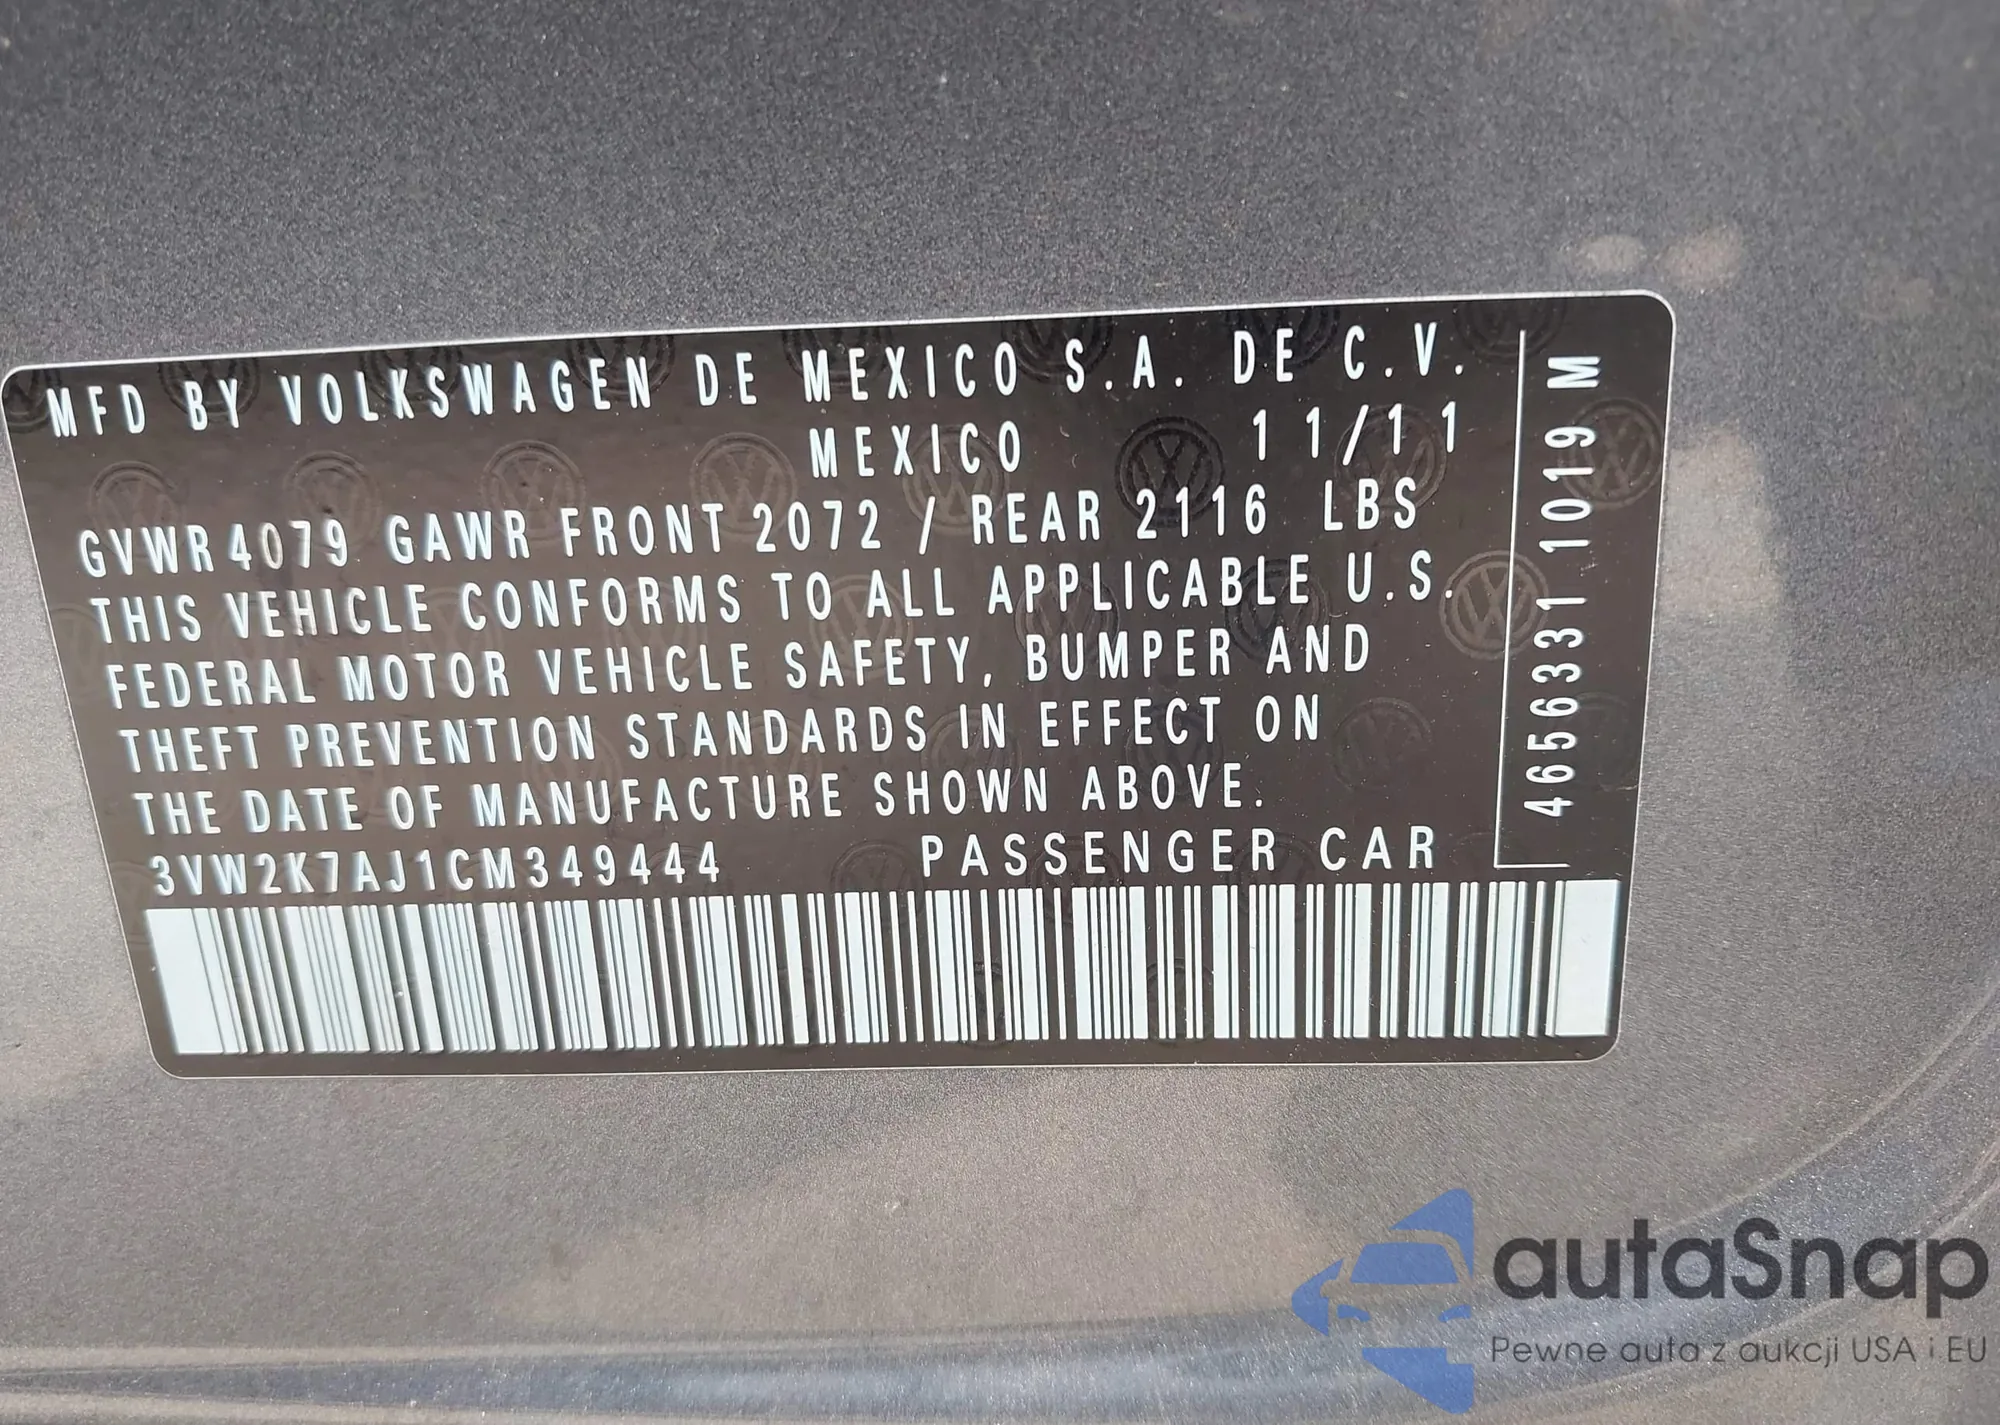 MFD BY VOLKSWAGEN DE MEXICO S.A. DE C.V.
MEXICO 11/11
GVWR 4079 GAWR FRONT 2072 / REAR 2116 LBS
THIS VEHICLE CONFORMS TO ALL APPLICABLE U.S.
FEDERAL MOTOR VEHICLE SAFETY, BUMPER AND
THEFT PREVENTION STANDARDS IN EFFECT ON
THE DATE OF MANUFACTURE SHOWN ABOVE.
3VW2K7AJ1CM349444 PASSENGER CAR
4656331 1019 M
autaSnap
Pewne auta z aukcji USA i EU